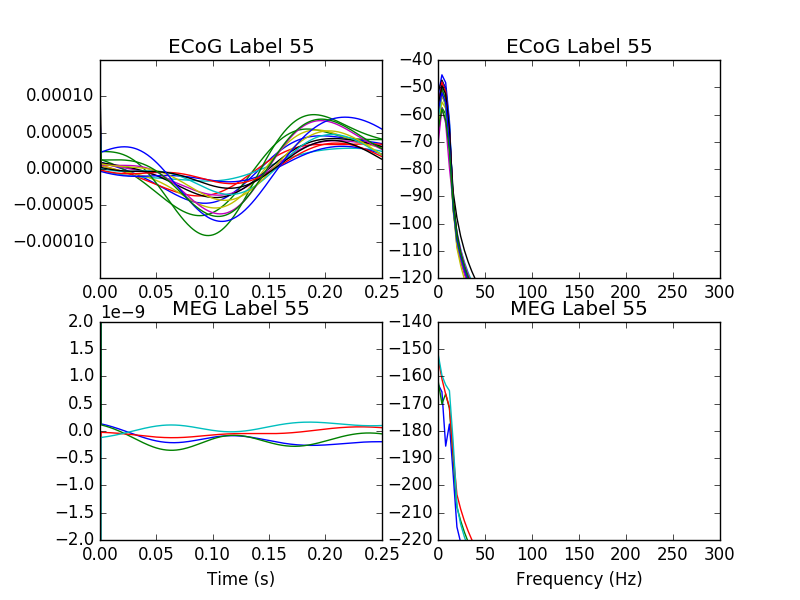 ECoG Label 55
ECoG Label 55
0.00010
0.00005
0.00000
−0.00005
−0.00010
0.00 0.05 0.10 0.15 0.20 0.25
−40
−50
−60
−70
−80
−90
−100
−110
−120
0 50 100 150 200 250 300
1e−9
MEG Label 55
MEG Label 55
2.0
1.5
1.0
0.5
0.0
−0.5
−1.0
−1.5
−2.0
0.00 0.05 0.10 0.15 0.20 0.25
Time (s)
−140
−150
−160
−170
−180
−190
−200
−210
−220
0 50 100 150 200 250 300
Frequency (Hz)